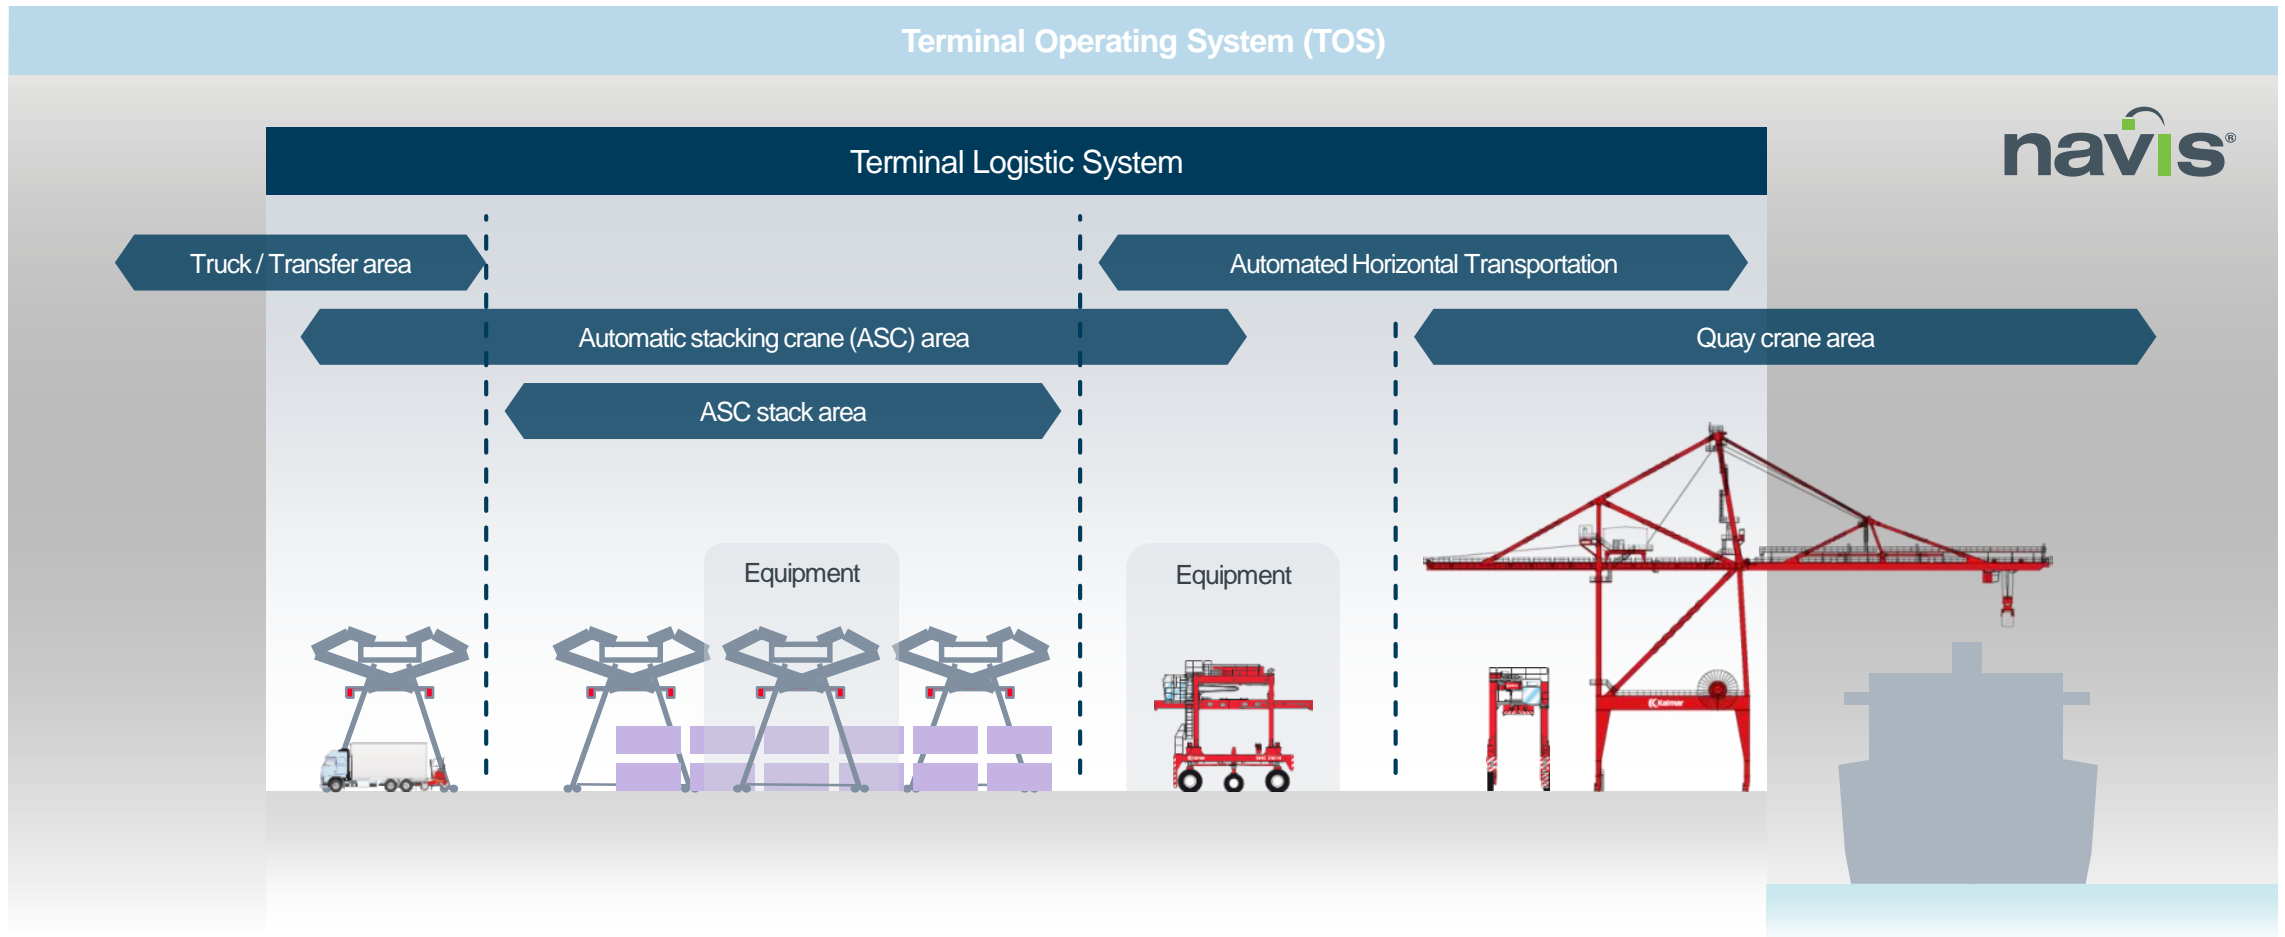 Terminal Operating System (TOS)
navis®
Terminal Logistic System
Truck / Transfer area
Automated Horizontal Transportation
Automatic stacking crane (ASC) area
Quay crane area
ASC stack area
Equipment
Equipment
Kalmar